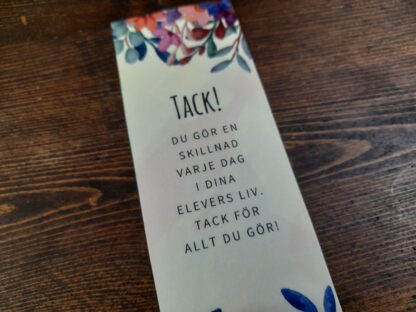 TACK!
DU GÖR EN
SKILLNAD
VARJE DAG
I DINA
ELEVERS LIV.
TACK FÖR
ALLT DU GÖR!